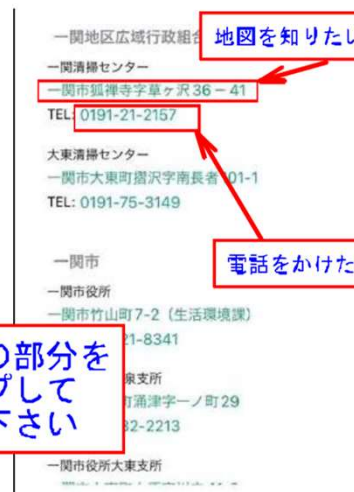 一関地区広域行政組合
地図を知りたい
一関清掃センター
一関市狐禅寺字草ヶ沢36-41
TEL: 0191-21-2157
大東清掃センター
一関市大東町摺沢字南長者 101-1
TEL: 0191-75-3149
電話をかけた
一関市
一関市役所
一関市竹山町7-2（生活環境課）
21-8341
部分を
プして
下さい
泉支所
町涌津字一ノ町29
82-2213
一関市役所大東支所